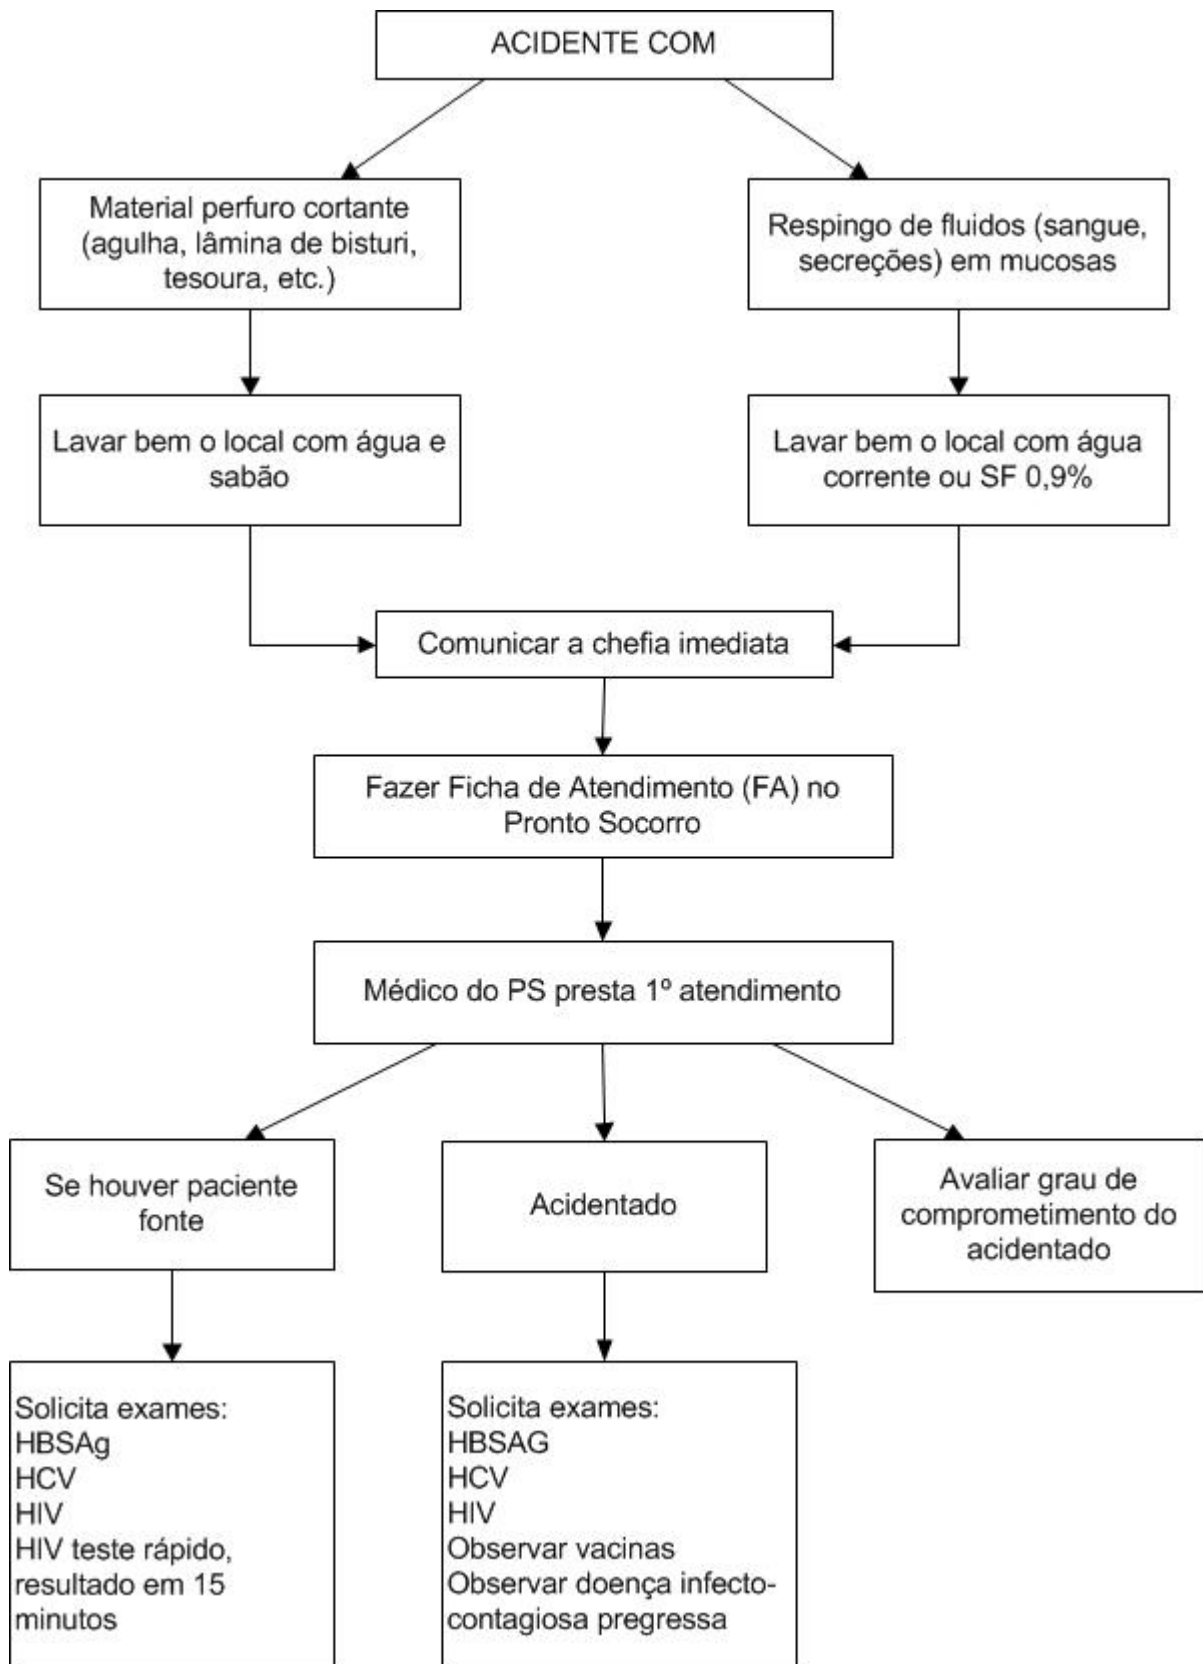 ACIDENTE COM
Material perfuro cortante
(agulha, lâmina de bisturi,
tesoura, etc.)
Respingo de fluidos (sangue,
secreções) em mucosas
Lavar bem o local com água e
sabão
Lavar bem o local com água
corrente ou SF 0,9%
Comunicar a chefia imediata
Fazer Ficha de Atendimento (FA) no
Pronto Socorro
Médico do PS presta 1º atendimento
Se houver paciente
fonte
Acidentado
Avaliar grau de
comprometimento do
acidentado
Solicita exames:
HBSAg
HCV
HIV
HIV teste rápido,
resultado em 15
minutos
Solicita exames:
HBSAG
HCV
HIV
Observar vacinas
Observar doença infecto-
contagiosa pregressa